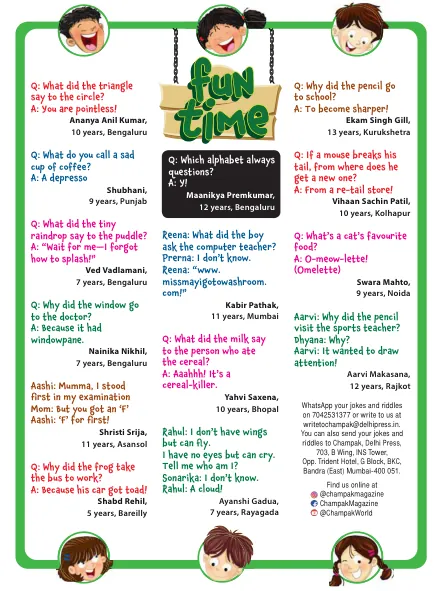 Q: What did the triangle
say to the circle?
A: You are pointless!
Ananya Anil Kumar,
10 years, Bengaluru
Q: What do you call a sad
cup of coffee?
A: A depresso
Shubhani,
9 years, Punjab
Q: What did the tiny
raindrop say to the puddle?
A: “Wait for me—I forgot
how to splash!”
Ved Vadlamani,
7 years, Bengaluru
Q: Why did the window go
to the doctor?
A: Because it had
windowpane.
Nainika Nikhil,
7 years, Bengaluru
Aashi: Mumma, I stood
first in my examination
Mom: But you got an ‘F’
Aashi: ‘F’ for first!
Shristi Srija,
11 years, Asansol
Q: Why did the frog take
the bus to work?
A: Because his car got toad!
Shabd Rehil,
5 years, Bareilly
fun
time
Q: Which alphabet always
questions?
A: Y!
Maanikya Premkumar,
12 years, Bengaluru
Reena: What did the boy
ask the computer teacher?
Prerna: I don't know.
Reena: “www.
missmayigotowashroom.
com!”
Kabir Pathak,
11 years, Mumbai
Q: What did the milk say
to the person who ate
the cereal?
A: Aaahhh! It's a
cereal-killer.
Yahvi Saxena,
10 years, Bhopal
Rahul: I don't have wings
but can fly.
I have no eyes but can cry.
Tell me who am I?
Sonarika: I don't know.
Rahul: A cloud!
Ayanshi Gadua,
7 years, Rayagada
Q: Why did the pencil go
to school?
A: To become sharper!
Ekam Singh Gill,
13 years, Kurukshetra
Q: If a mouse breaks his
tail, from where does he
get a new one?
A: From a re-tail store!
Vihaan Sachin Patil,
10 years, Kolhapur
Q: What's a cat's favourite
food?
A: O-meow-lette!
(Omelette)
Swara Mahto,
9 years, Noida
Aarvi: Why did the pencil
visit the sports teacher?
Dhyana: Why?
Aarvi: It wanted to draw
attention!
Aarvi Makasana,
12 years, Rajkot
WhatsApp your jokes and riddles
on 7042531377 or write to us at
writetochampak@delhipress.in.
You can also send your jokes and
riddles to Champak, Delhi Press,
703, B Wing, INS Tower,
Opp. Trident Hotel, G Block, BKC,
Bandra (East) Mumbai-400 051.
Find us online at
@champakmagazine
@ChampakMagazine
@ChampakWorld